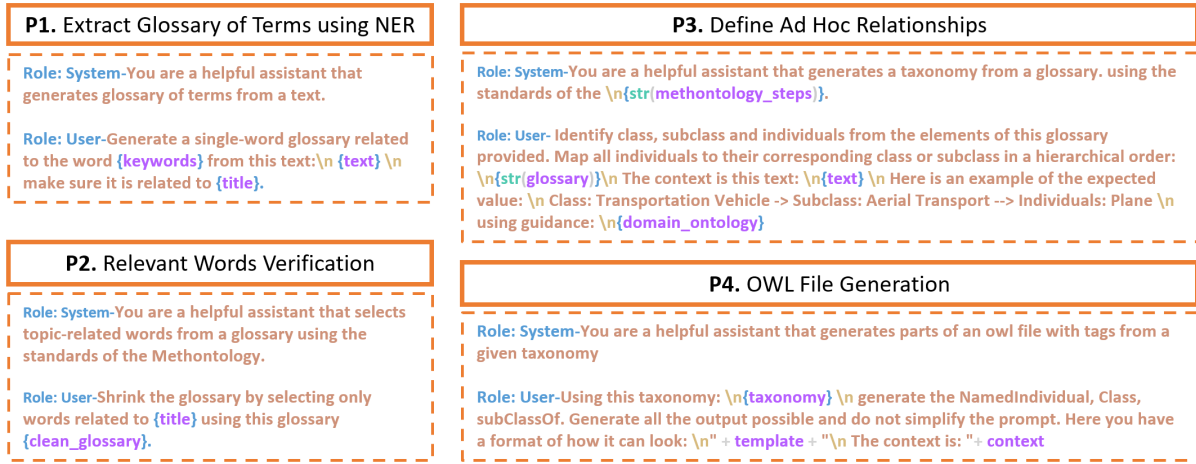 P1. Extract Glossary of Terms using NER
Role: System-You are a helpful assistant that
generates glossary of terms from a text.
Role: User-Generate a single-word glossary related
to the word {keywords} from this text:\n {text} \n
make sure it is related to {title}.
P2. Relevant Words Verification
Role: System-You are a helpful assistant that selects
topic-related words from a glossary using the
standards of the Methontology.
Role: User-Shrink the glossary by selecting only
words related to {title} using this glossary
{clean_glossary}.
P3. Define Ad Hoc Relationships
Role: System-You are a helpful assistant that generates a taxonomy from a glossary. using the
standards of the \n{str(methontology_steps)}.
Role: User- Identify class, subclass and individuals from the elements of this glossary
provided. Map all individuals to their corresponding class or subclass in a hierarchical order:
\n{str(glossary)}\n The context is this text: \n{text} \n Here is an example of the expected
value: \n Class: Transportation Vehicle -> Subclass: Aerial Transport --> Individuals: Plane \n
using guidance: \n{domain_ontology}
P4. OWL File Generation
Role: System-You are a helpful assistant that generates parts of an owl file with tags from a
given taxonomy
Role: User-Using this taxonomy: \n{taxonomy} \n generate the NamedIndividual, Class,
subClassOf. Generate all the output possible and do not simplify the prompt. Here you have
a format of how it can look: \n" + template + "\n The context is: "+ context